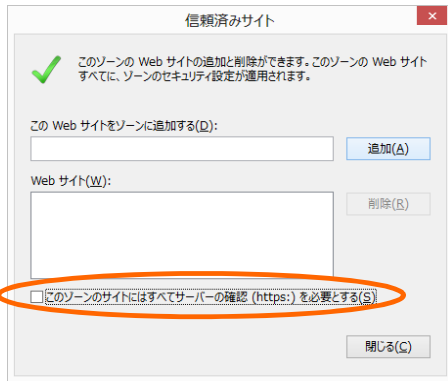 信頼済みサイト
このゾーンの Web サイトの追加と削除ができます。このゾーンの Web サイト
すべてに、ゾーンのセキュリティ設定が適用されます。
この Web サイトをゾーンに追加する(D):
追加(A)
Web サイト(W):
削除(R)
このゾーンのサイトにはすべてサーバーの確認 (https:) を必要とする(S)
閉じる(C)